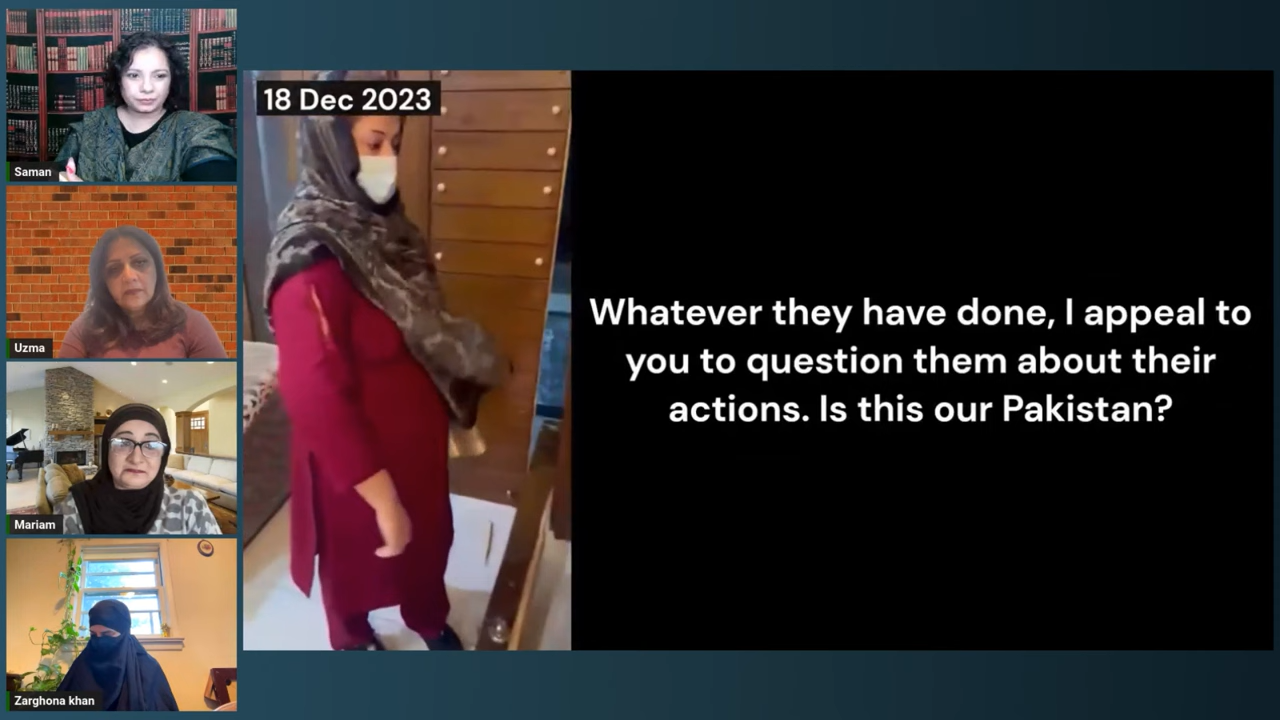 Saman
Uzma
Mariam
Zarghona khan
18 Dec 2023
Whatever they have done, I appeal to
you to question them about their
actions. Is this our Pakistan?